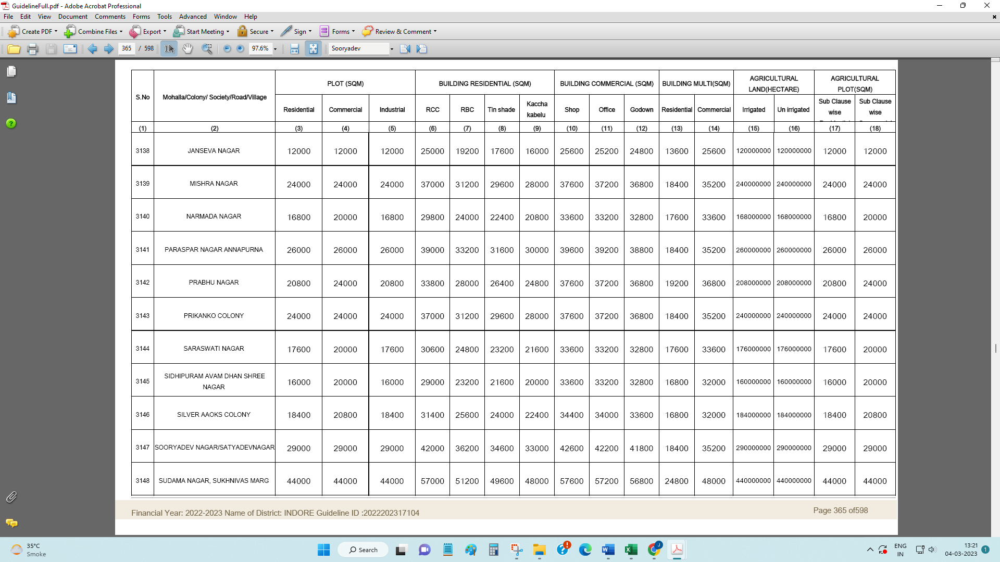 GuidelineFull.pdf - Adobe Acrobat Professional
File Edit View Document Comments Forms Tools Advanced Window Help
Create PDF Combine Files Export Start Meeting Secure Sign Forms Review & Comment
365 / 598 97.6% Sooryadev
S.No Mohalla/Colony/ Society/Road/Village PLOT (SQM) BUILDING RESIDENTIAL (SQM) BUILDING COMMERCIAL (SQM) BUILDING MULTI(SQM) AGRICULTURAL LAND(HECTARE) AGRICULTURAL PLOT(SQM)
Residential Commercial Industrial RCC RBC Tin shade Kaccha kabelu Shop Office Godown Residential Commercial Irrigated Un irrigated Sub Clause wise Sub Clause wise
(1) (2) (3) (4) (5) (6) (7) (8) (9) (10) (11) (12) (13) (14) (15) (16) (17) (18)
3138 JANSEVA NAGAR 12000 12000 12000 25000 19200 17600 16000 25600 25200 24800 13600 25600 120000000 120000000 12000 12000
3139 MISHRA NAGAR 24000 24000 24000 37000 31200 29600 28000 37600 37200 36800 18400 35200 240000000 240000000 24000 24000
3140 NARMADA NAGAR 16800 20000 16800 29800 24000 22400 20800 33600 33200 32800 17600 33600 168000000 168000000 16800 20000
3141 PARASPAR NAGAR ANNAPURNA 26000 26000 26000 39000 33200 31600 30000 39600 39200 38800 18400 35200 260000000 260000000 26000 26000
3142 PRABHU NAGAR 20800 24000 20800 33800 28000 26400 24800 37600 37200 36800 19200 36800 208000000 208000000 20800 24000
3143 PRIKANKO COLONY 24000 24000 24000 37000 31200 29600 28000 37600 37200 36800 18400 35200 240000000 240000000 24000 24000
3144 SARASWATI NAGAR 17600 20000 17600 30600 24800 23200 21600 33600 33200 32800 17600 33600 176000000 176000000 17600 20000
3145 SIDHIPURAM AVAM DHAN SHREE NAGAR 16000 20000 16000 29000 23200 21600 20000 33600 33200 32800 16800 32000 160000000 160000000 16000 20000
3146 SILVER AAOKS COLONY 18400 20800 18400 31400 25600 24000 22400 34400 34000 33600 16800 32000 184000000 184000000 18400 20800
3147 SOORYADEV NAGAR/SATYADEVNAGAR 29000 29000 29000 42000 36200 34600 33000 42600 42200 41800 18400 35200 290000000 290000000 29000 29000
3148 SUDAMA NAGAR, SUKHNIVAS MARG 44000 44000 44000 57000 51200 49600 48000 57600 57200 56800 24800 48000 440000000 440000000 44000 44000
Financial Year: 2022-2023 Name of District: INDORE Guideline ID :2022202317104
Page 365 of598
35°C
Smoke
Search
ENG
IN
13:21
04-03-2023
1